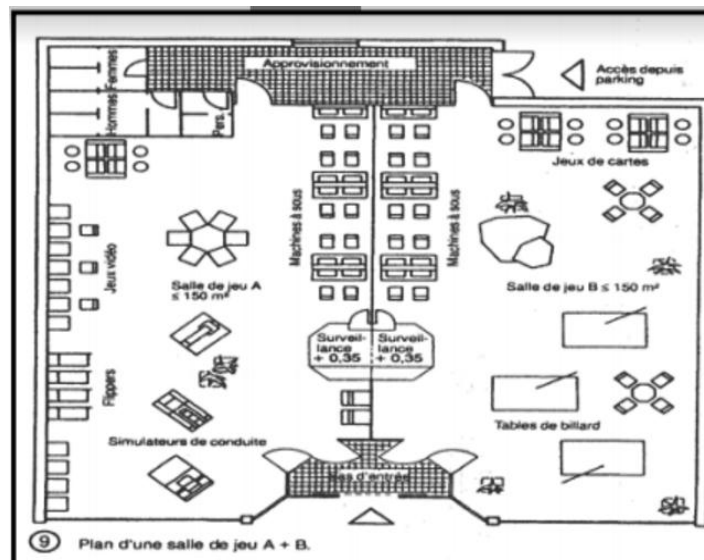 Approvisionnement
Accès depuis
parking
Femmes
Hommes
Pers.
Jeux de cartes
Machines à sous
Machines à sous
Jeux vidéo
Salle de jeu A
≤ 150 m²
Salle de jeu B ≤ 150 m²
Surveil-
lance
+ 0,35
Surveil-
lance
+ 0,35
Flippers
Simulateurs de conduite
Tables de billard
Sas d'entrée
9 Plan d'une salle de jeu A + B.